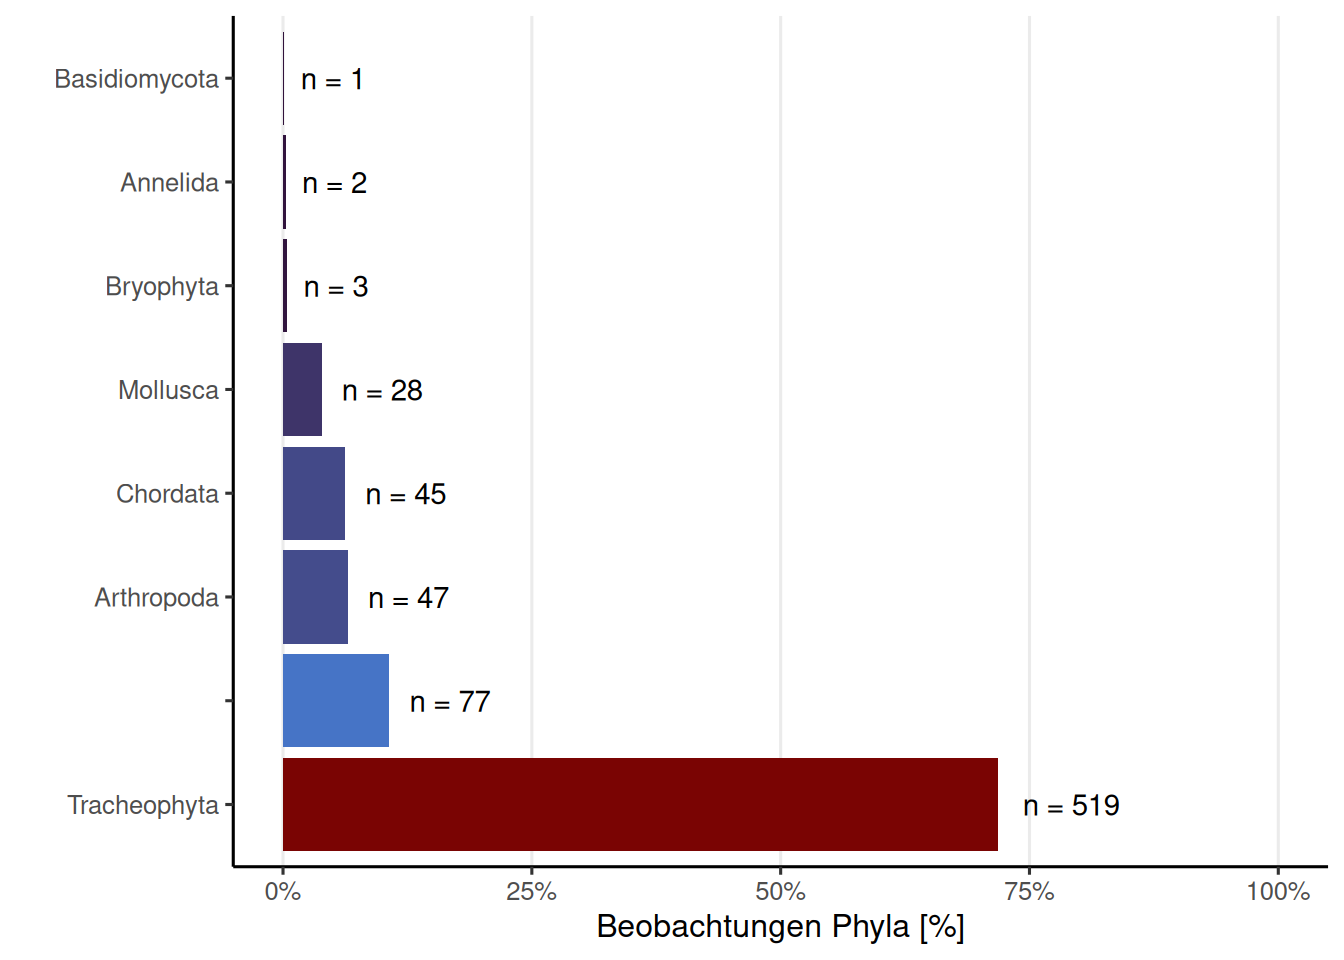 Basidiomycota n = 1
Annelida n = 2
Bryophyta n = 3
Mollusca n = 28
Chordata n = 45
Arthropoda n = 47
n = 77
Tracheophyta n = 519
0% 25% 50% 75% 100%
Beobachtungen Phyla [%]